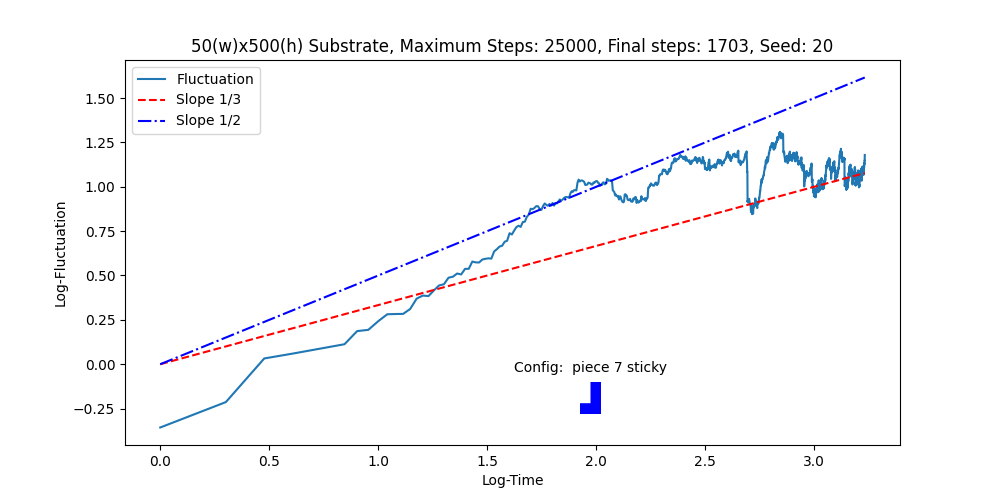 50(w)x500(h) Substrate, Maximum Steps: 25000, Final steps: 1703, Seed: 20
Fluctuation
Slope 1/3
Slope 1/2
1.50
1.25
1.00
0.75
0.50
0.25
0.00
−0.25
Log-Fluctuation
Config:  piece 7 sticky
0.0 0.5 1.0 1.5 2.0 2.5 3.0
Log-Time